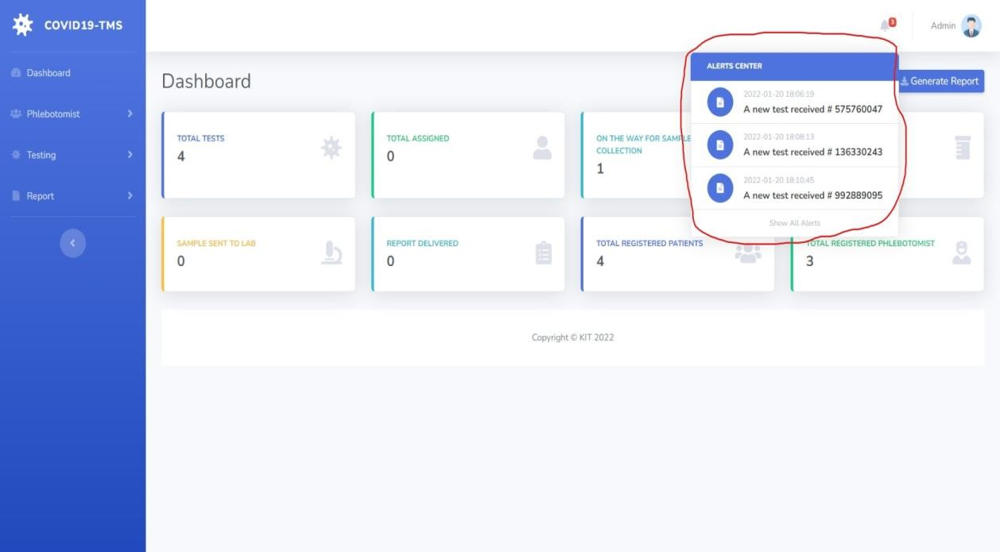 COVID19-TMS
Dashboard
Phlebotomist
Testing
Report
3
Admin
Dashboard
Generate Report
ALERTS CENTER
2022-01-20 18:06:19
A new test received # 575760047
2022-01-20 18:08:13
A new test received # 136330243
2022-01-20 18:10:45
A new test received # 992889095
Show All Alerts
TOTAL TESTS
4
TOTAL ASSIGNED
0
ON THE WAY FOR SAMPLE
COLLECTION
1
SAMPLE SENT TO LAB
0
REPORT DELIVERED
0
TOTAL REGISTERED PATIENTS
4
TOTAL REGISTERED PHLEBOTOMIST
3
Copyright © KIT 2022